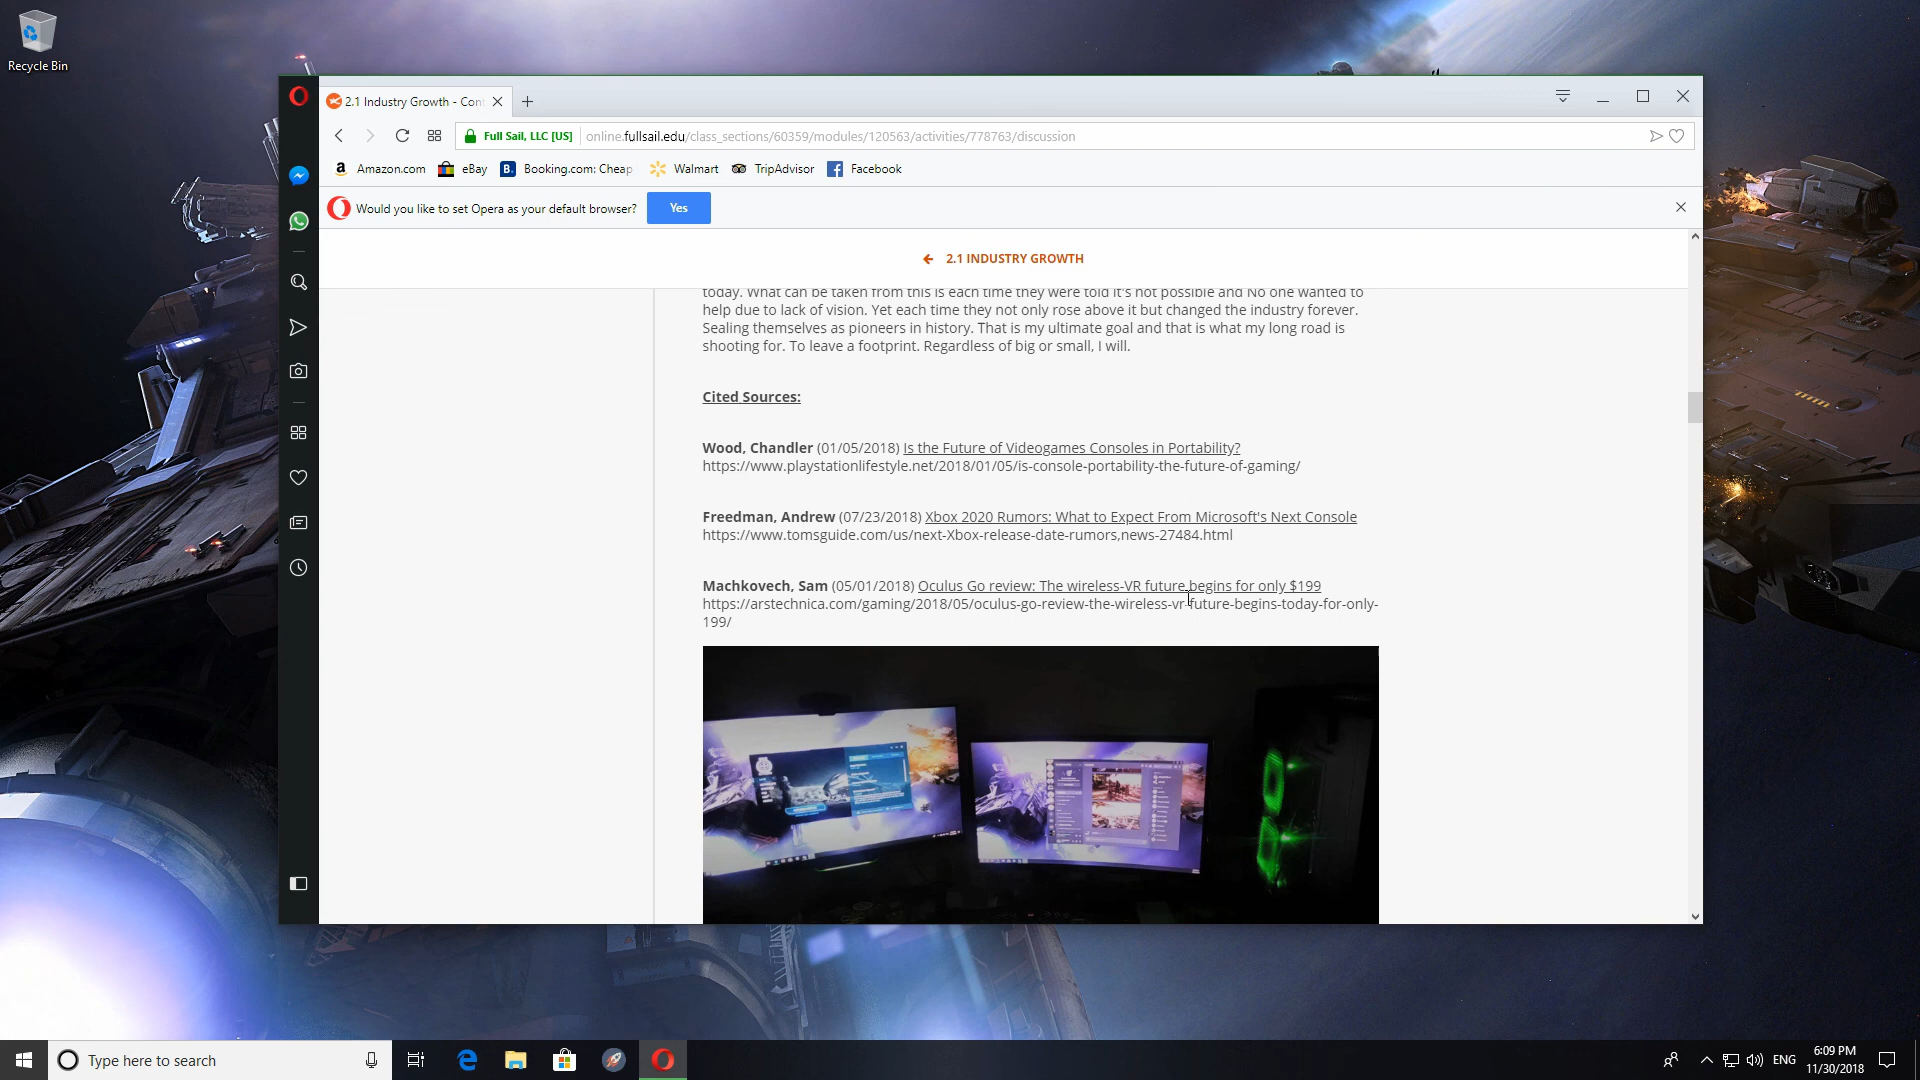 Recycle Bin
2.1 Industry Growth - Cont
Full Sail, LLC [US]
online.fullsail.edu/class_sections/60359/modules/120563/activities/778763/discussion
Amazon.com
eBay
B.
Booking.com: Cheap
Walmart
TripAdvisor
Facebook
Would you like to set Opera as your default browser?
Yes
2.1 INDUSTRY GROWTH
today. What can be taken from this is each time they were told it's not possible and No one wanted to
help due to lack of vision. Yet each time they not only rose above it but changed the industry forever.
Sealing themselves as pioneers in history. That is my ultimate goal and that is what my long road is
shooting for. To leave a footprint. Regardless of big or small, I will.
Cited Sources:
Wood, Chandler (01/05/2018) Is the Future of Videogames Consoles in Portability?
https://www.playstationlifestyle.net/2018/01/05/is-console-portability-the-future-of-gaming/
Freedman, Andrew (07/23/2018) Xbox 2020 Rumors: What to Expect From Microsoft's Next Console
https://www.tomsguide.com/us/next-Xbox-release-date-rumors,news-27484.html
Machkovech, Sam (05/01/2018) Oculus Go review: The wireless-VR future begins for only $199
https://arstechnica.com/gaming/2018/05/oculus-go-review-the-wireless-vr-future-begins-today-for-only-
199/
Type here to search
ENG
6:09 PM
11/30/2018